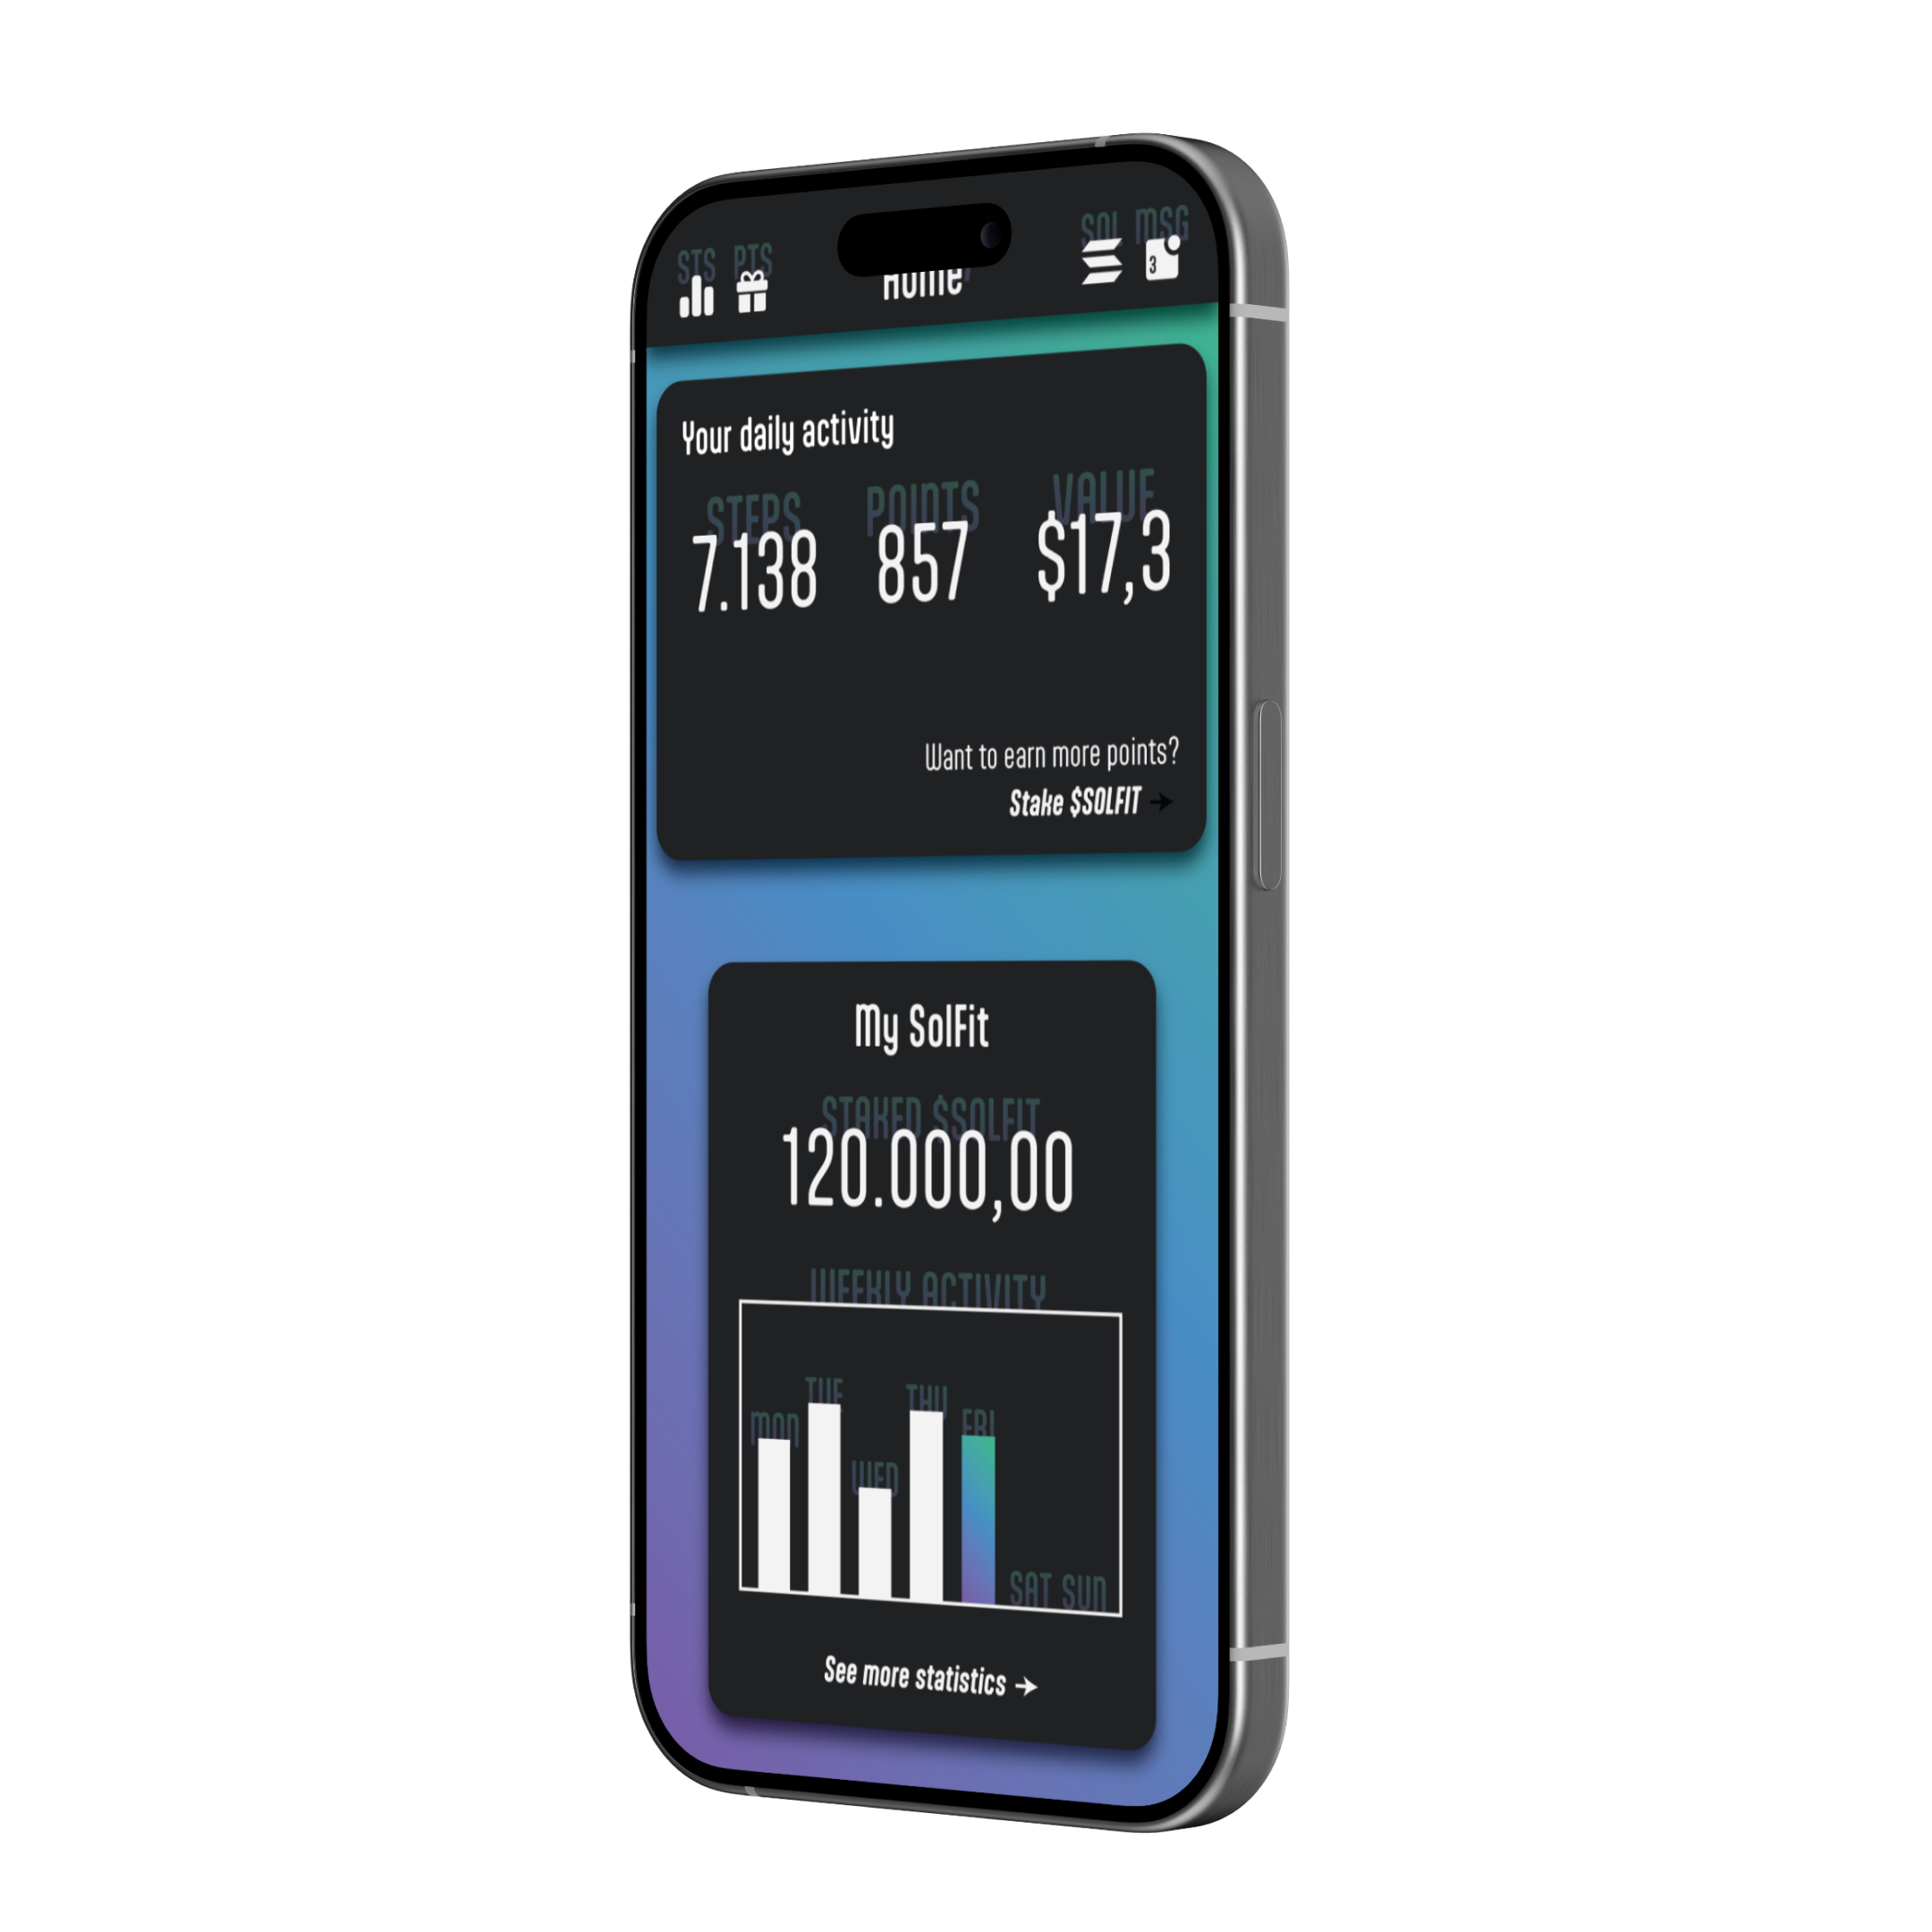 STS PTS
SOL MSG
Home
3
Your daily activity
STEPS POINTS VALUE
7.138 857 $17,3
Want to earn more points?
Stake $SOLFIT →
My SolFit
STAKED $SOLFIT
120.000,00
WEEKLY ACTIVITY
MON TUE WED THU FRI SAT SUN
See more statistics →